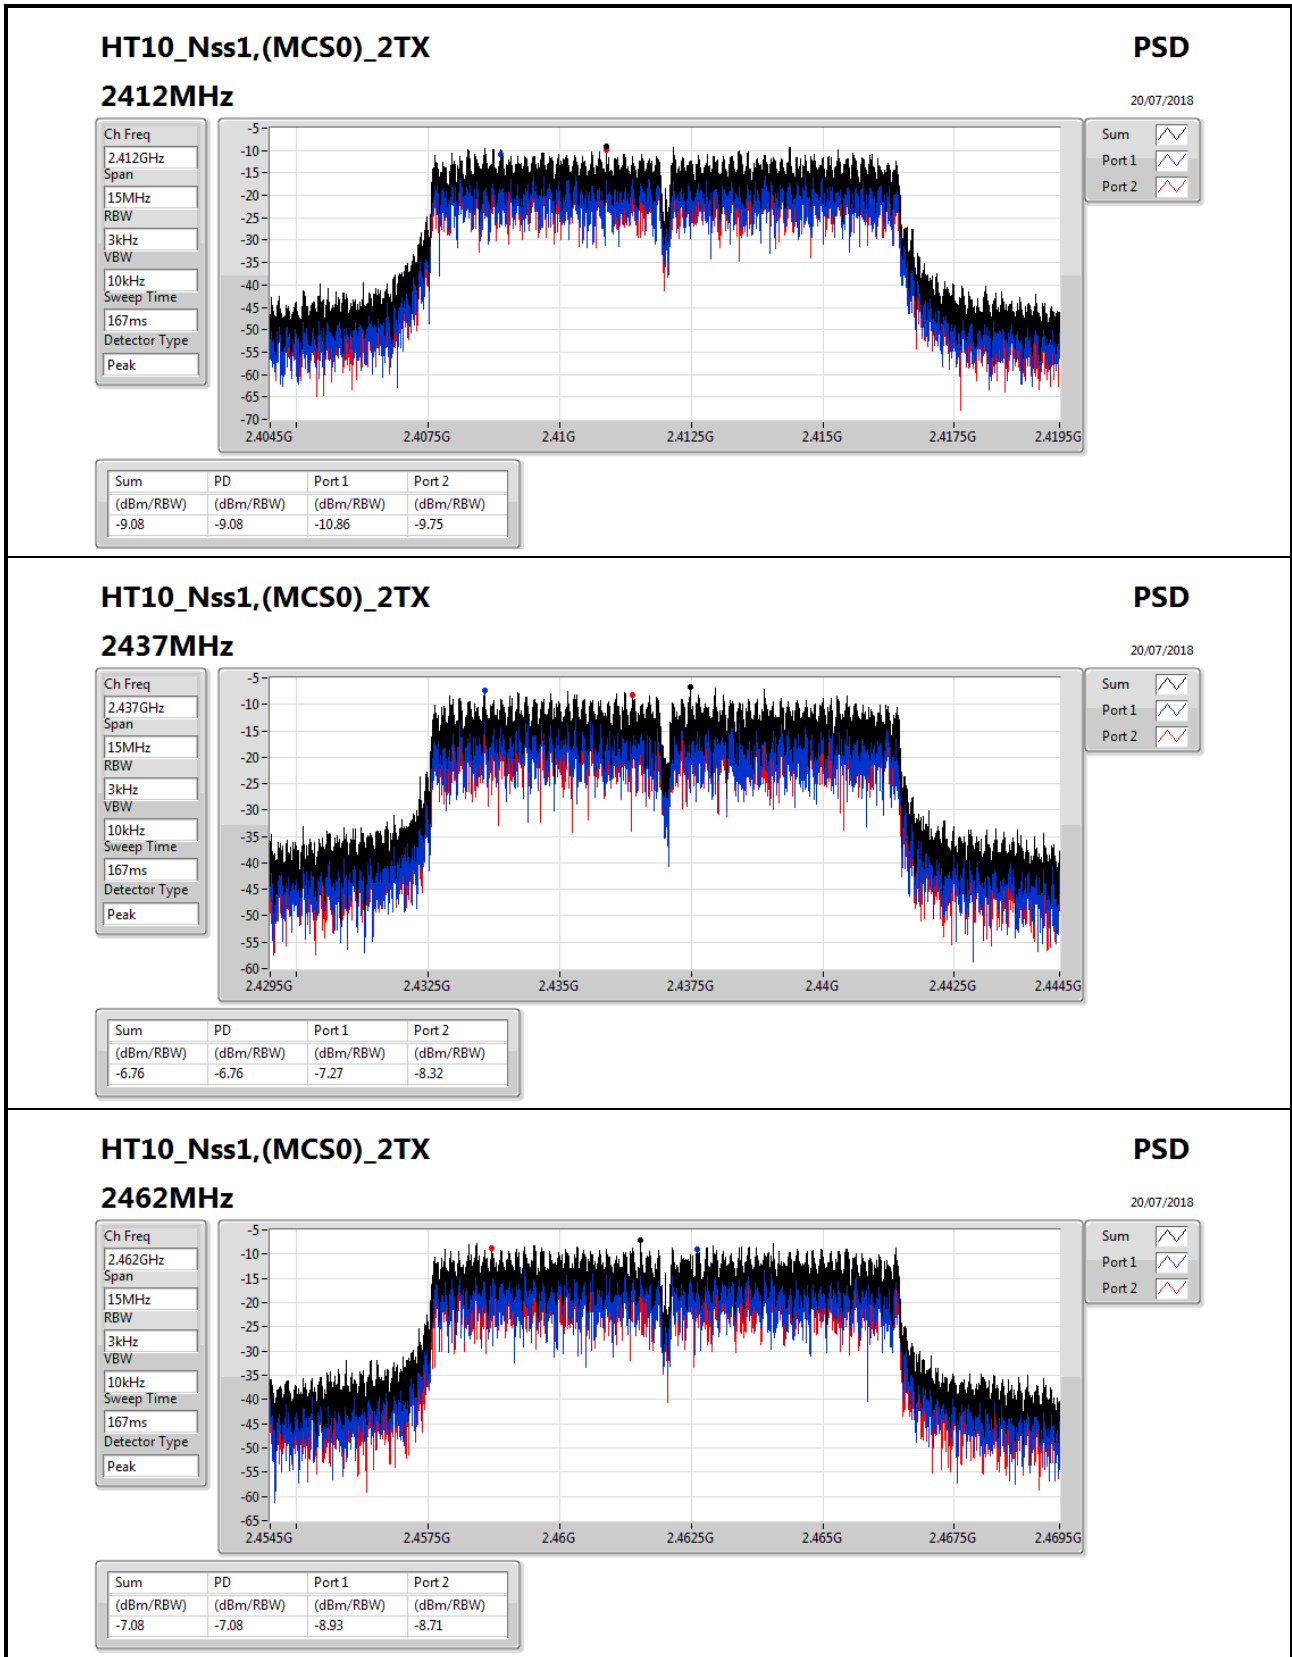 HT10_Nss1,(MCS0)_2TX PSD
2412MHz 20/07/2018
Ch Freq
2.412GHz
Span
15MHz
RBW
3kHz
VBW
10kHz
Sweep Time
167ms
Detector Type
Peak
-5
-10
-15
-20
-25
-30
-35
-40
-45
-50
-55
-60
-65
-70
2.4045G 2.4075G 2.41G 2.4125G 2.415G 2.4175G 2.4195G
Sum
Port 1
Port 2
Sum PD Port 1 Port 2
(dBm/RBW) (dBm/RBW) (dBm/RBW) (dBm/RBW)
-9.08 -9.08 -10.86 -9.75
HT10_Nss1,(MCS0)_2TX PSD
2437MHz 20/07/2018
Ch Freq
2.437GHz
Span
15MHz
RBW
3kHz
VBW
10kHz
Sweep Time
167ms
Detector Type
Peak
-5
-10
-15
-20
-25
-30
-35
-40
-45
-50
-55
-60
2.4295G 2.4325G 2.435G 2.4375G 2.44G 2.4425G 2.4445G
Sum
Port 1
Port 2
Sum PD Port 1 Port 2
(dBm/RBW) (dBm/RBW) (dBm/RBW) (dBm/RBW)
-6.76 -6.76 -7.27 -8.32
HT10_Nss1,(MCS0)_2TX PSD
2462MHz 20/07/2018
Ch Freq
2.462GHz
Span
15MHz
RBW
3kHz
VBW
10kHz
Sweep Time
167ms
Detector Type
Peak
-5
-10
-15
-20
-25
-30
-35
-40
-45
-50
-55
-60
-65
2.4545G 2.4575G 2.46G 2.4625G 2.465G 2.4675G 2.4695G
Sum
Port 1
Port 2
Sum PD Port 1 Port 2
(dBm/RBW) (dBm/RBW) (dBm/RBW) (dBm/RBW)
-7.08 -7.08 -8.93 -8.71